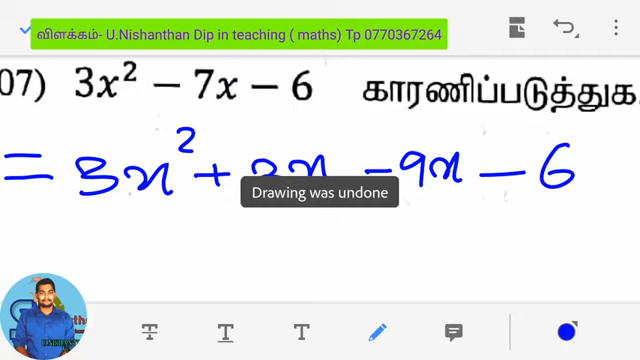 விளக்கம்- U.Nishanthan Dip in teaching ( maths) Tp 0770367264
07) 3x² − 7x − 6 காரணிப்படுத்துக.
= 3x² + 2x − 9x − 6
Drawing was undone
T T T